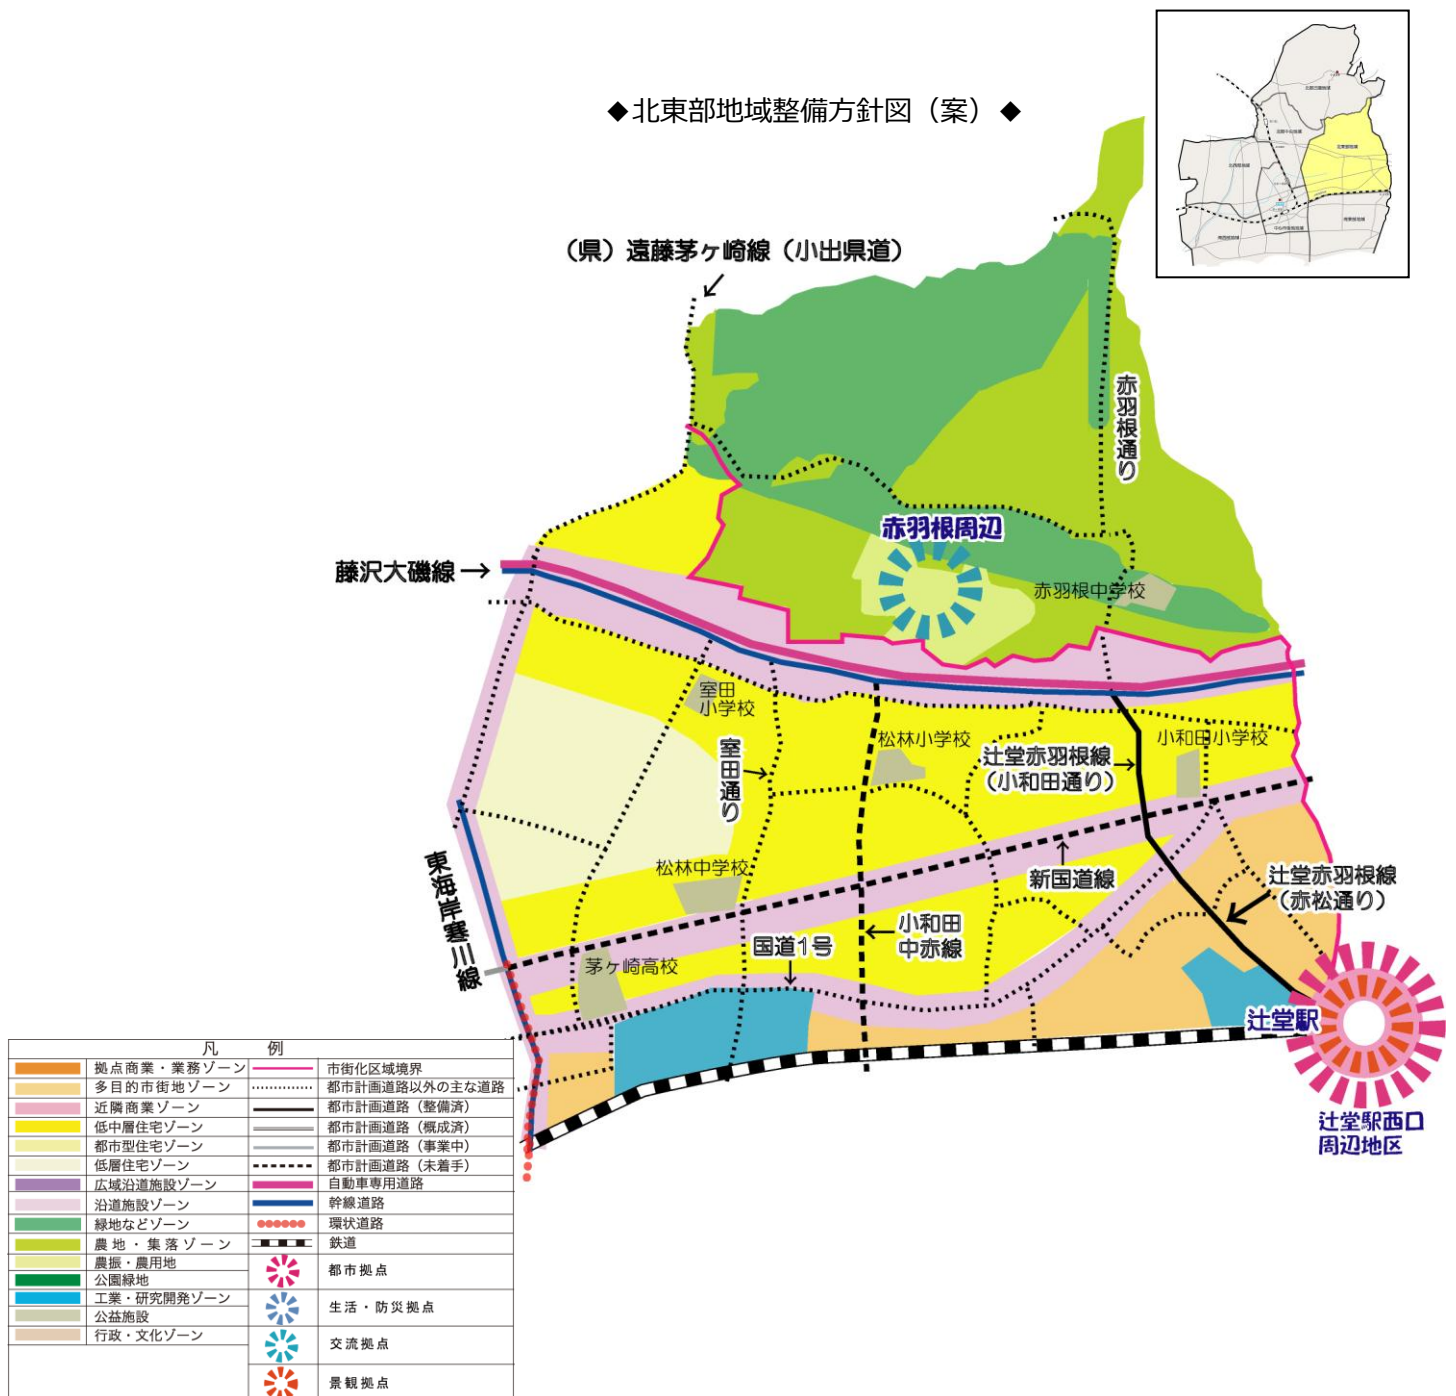 ◆北東部地域整備方針図（案）◆
（県）遠藤茅ヶ崎線（小出県道）
赤羽根通り
赤羽根周辺
藤沢大磯線→
赤羽根中学校
室田
小学校
松林小学校
室田通り
辻堂赤羽根線
（小和田通り）
小和田小学校
松林中学校
新国道線
辻堂赤羽根線
（赤松通り）
東海岸寒川線
小和田
中赤線
国道1号
茅ヶ崎高校
辻堂駅
辻堂駅西口
周辺地区
凡　例
拠点商業・業務ゾーン
多目的市街地ゾーン
近隣商業ゾーン
低中層住宅ゾーン
都市型住宅ゾーン
低層住宅ゾーン
広域沿道施設ゾーン
沿道施設ゾーン
緑地などゾーン
農地・集落ゾーン
農振・農用地
公園緑地
工業・研究開発ゾーン
公益施設
行政・文化ゾーン
市街化区域境界
都市計画道路以外の主な道路
都市計画道路（整備済）
都市計画道路（概成済）
都市計画道路（事業中）
都市計画道路（未着手）
自動車専用道路
幹線道路
環状道路
鉄道
都市拠点
生活・防災拠点
交流拠点
景観拠点